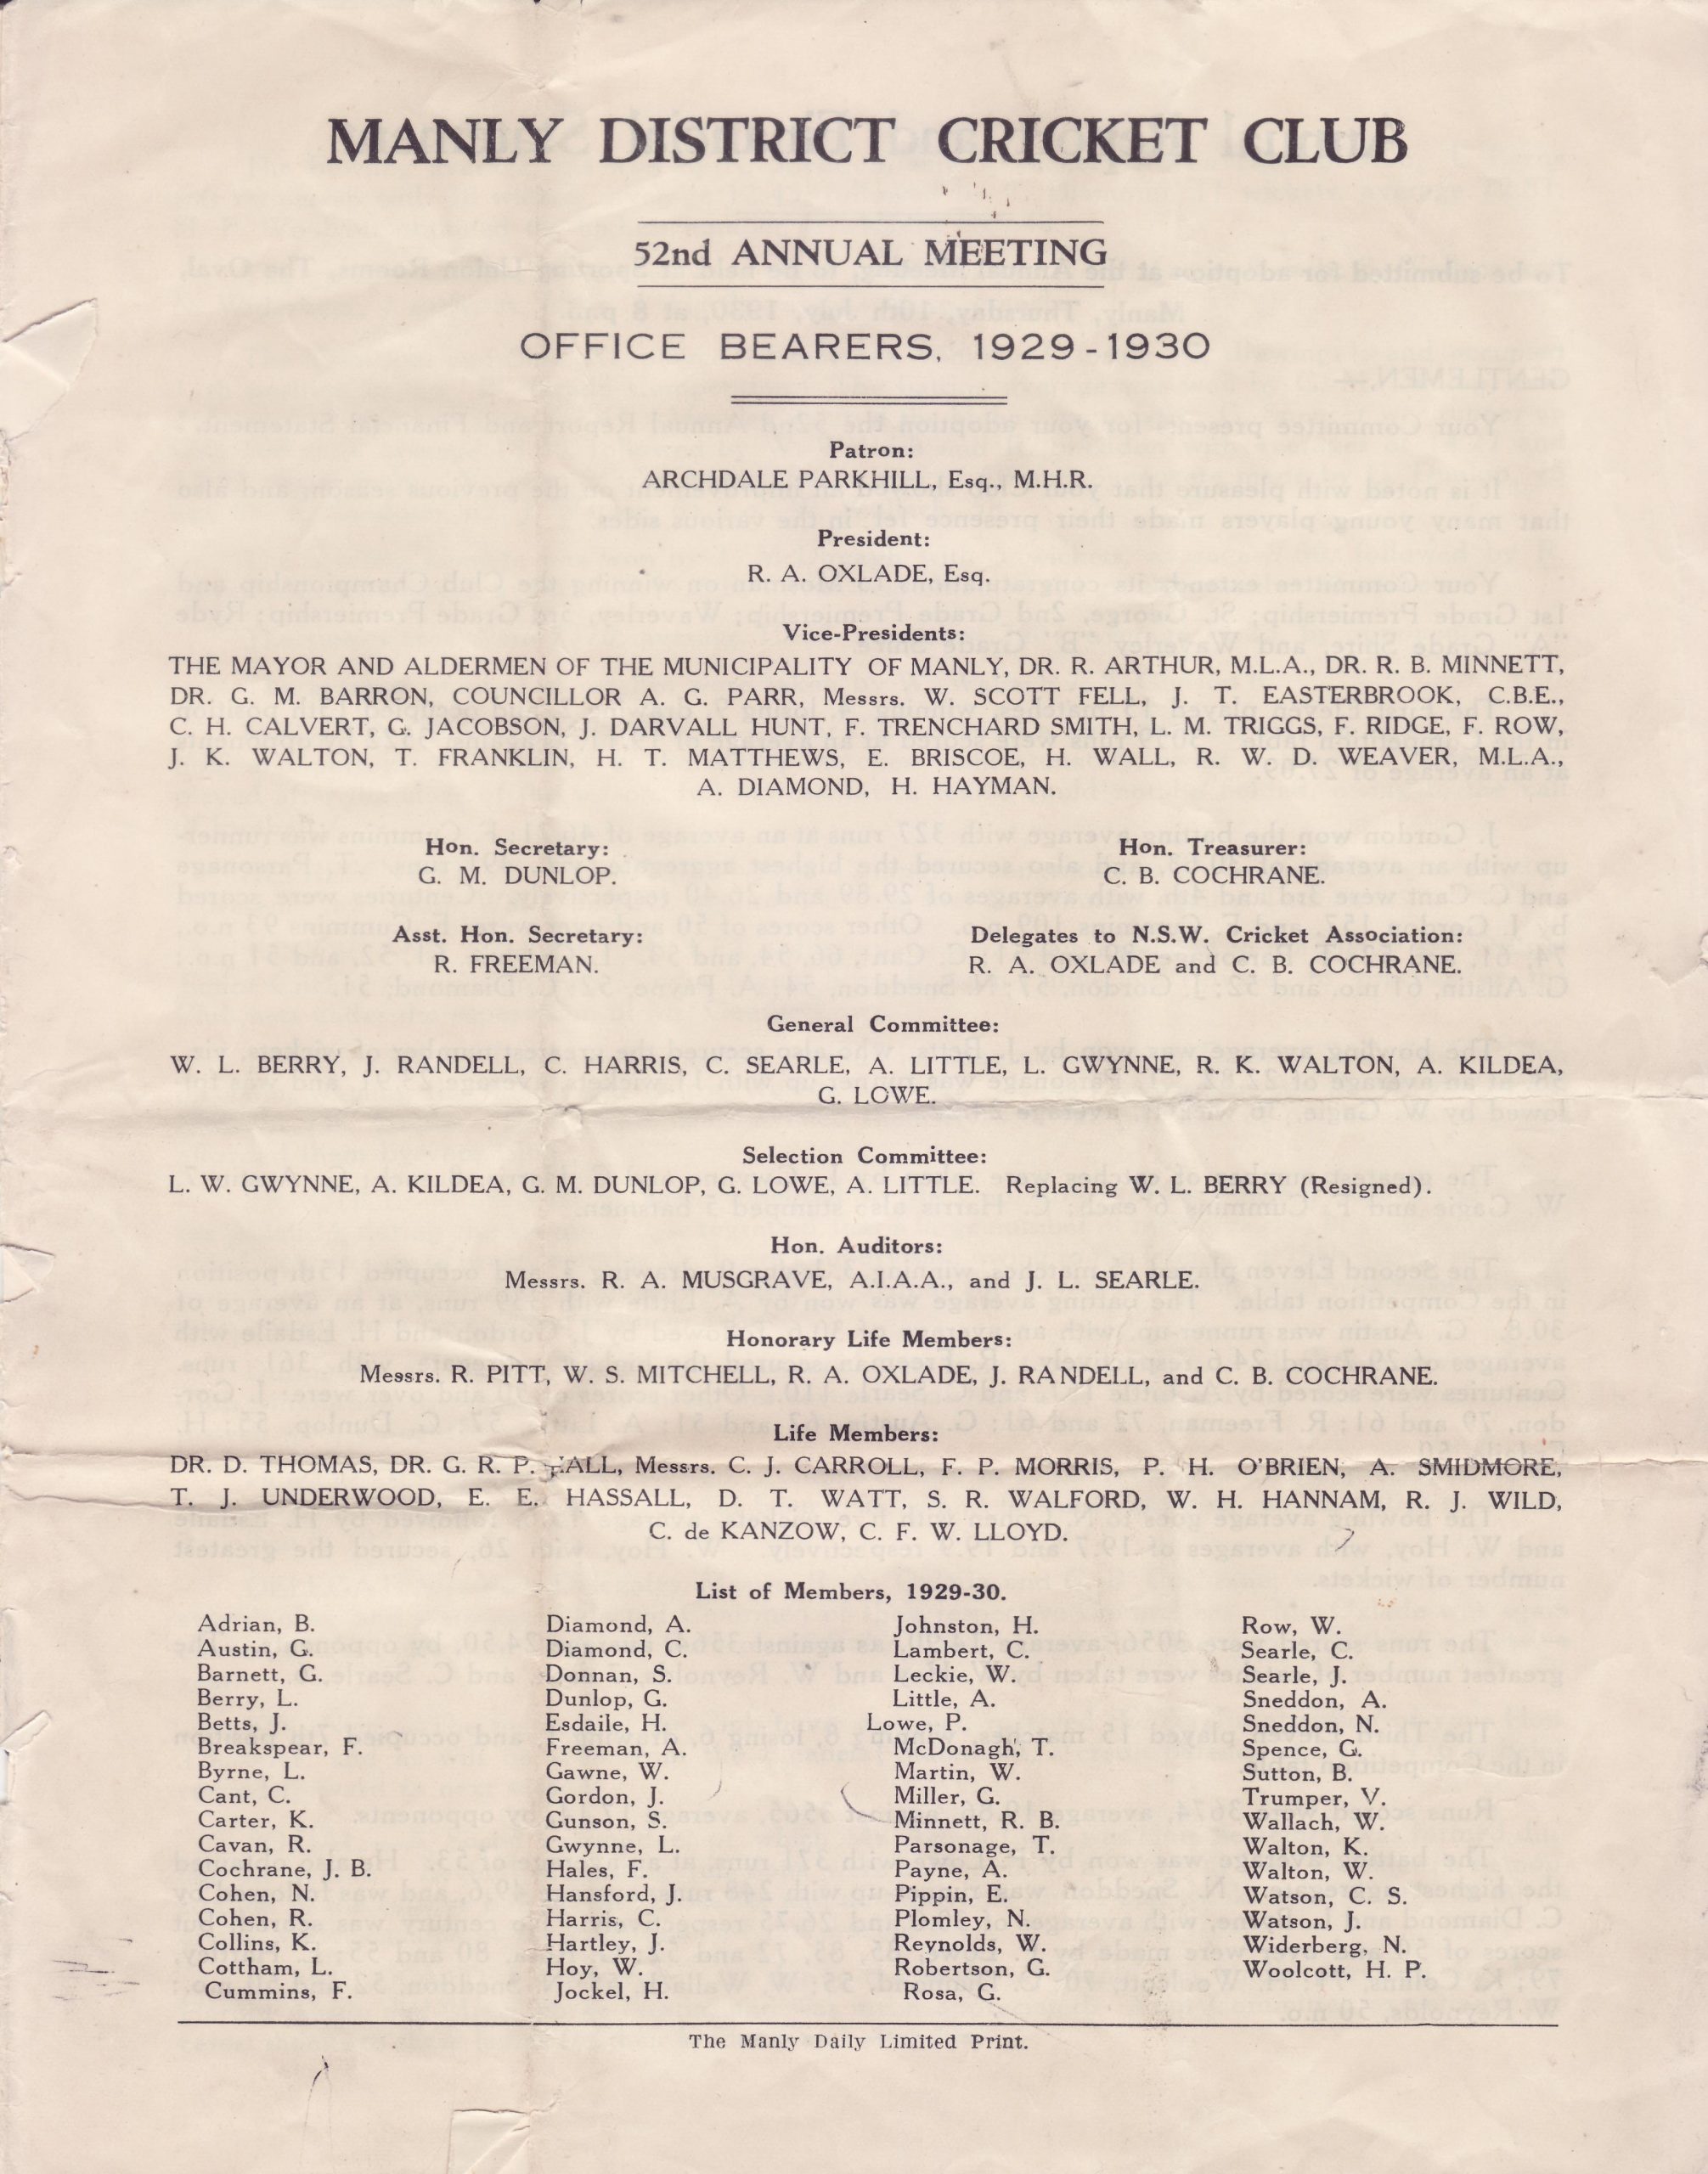 MANLY DISTRICT CRICKET CLUB
52nd ANNUAL MEETING
OFFICE BEARERS, 1929-1930
Patron:
ARCHDALE PARKHILL, Esq., M.H.R.
President:
R. A. OXLADE, Esq.
Vice-Presidents:
THE MAYOR AND ALDERMEN OF THE MUNICIPALITY OF MANLY, DR. R. ARTHUR, M.L.A., DR. R. B. MINNETT,
DR. G. M. BARRON, COUNCILLOR A. G. PARR, Messrs. W. SCOTT FELL, J. T. EASTERBROOK, C.B.E.,
C. H. CALVERT, G. JACOBSON, J. DARVALL HUNT, F. TRENCHARD SMITH, L. M. TRIGGS, F. RIDGE, F. ROW,
J. K. WALTON, T. FRANKLIN, H. T. MATTHEWS, E. BRISCOE, H. WALL, R. W. D. WEAVER, M.L.A.,
A. DIAMOND, H. HAYMAN.
Hon. Secretary:
G. M. DUNLOP.
Hon. Treasurer:
C. B. COCHRANE.
Asst. Hon. Secretary:
R. FREEMAN.
Delegates to N.S.W. Cricket Association:
R. A. OXLADE and C. B. COCHRANE.
General Committee:
W. L. BERRY, J. RANDELL, C. HARRIS, C. SEARLE, A. LITTLE, L. GWYNNE, R. K. WALTON, A. KILDEA,
G. LOWE.
Selection Committee:
L. W. GWYNNE, A. KILDEA, G. M. DUNLOP, G. LOWE, A. LITTLE. Replacing W. L. BERRY (Resigned).
Hon. Auditors:
Messrs. R. A. MUSGRAVE, A.I.A.A., and J. L. SEARLE.
Honorary Life Members:
Messrs. R. PITT, W. S. MITCHELL, R. A. OXLADE, J. RANDELL, and C. B. COCHRANE.
Life Members:
DR. D. THOMAS, DR. G. R. P. HALL, Messrs. C. J. CARROLL, F. P. MORRIS, P. H. O'BRIEN, A. SMIDMORE,
T. J. UNDERWOOD, E. E. HASSALL, D. T. WATT, S. R. WALFORD, W. H. HANNAM, R. J. WILD,
C. de KANZOW, C. F. W. LLOYD.
List of Members, 1929-30.
Adrian, B.
Austin, G.
Barnett, G.
Berry, L.
Betts, J.
Breakspear, F.
Byrne, L.
Cant, C.
Carter, K.
Cavan, R.
Cochrane, J. B.
Cohen, N.
Cohen, R.
Collins, K.
Cottham, L.
Cummins, F.
Diamond, A.
Diamond, C.
Donnan, S.
Dunlop, G.
Esdaile, H.
Freeman, A.
Gawne, W.
Gordon, J.
Gunson, S.
Gwynne, L.
Hales, F.
Hansford, J.
Harris, C.
Hartley, J.
Hoy, W.
Jockel, H.
Johnston, H.
Lambert, C.
Leckie, W.
Little, A.
Lowe, P.
McDonagh, T.
Martin, W.
Miller, G.
Minnett, R. B.
Parsonage, T.
Payne, A.
Pippin, E.
Plomley, N.
Reynolds, W.
Robertson, G.
Rosa, G.
Row, W.
Searle, C.
Searle, J.
Sneddon, A.
Sneddon, N.
Spence, G.
Sutton, B.
Trumper, V.
Wallach, W.
Walton, K.
Walton, W.
Watson, C. S.
Watson, J.
Widerberg, N.
Woolcott, H. P.
The Manly Daily Limited Print.